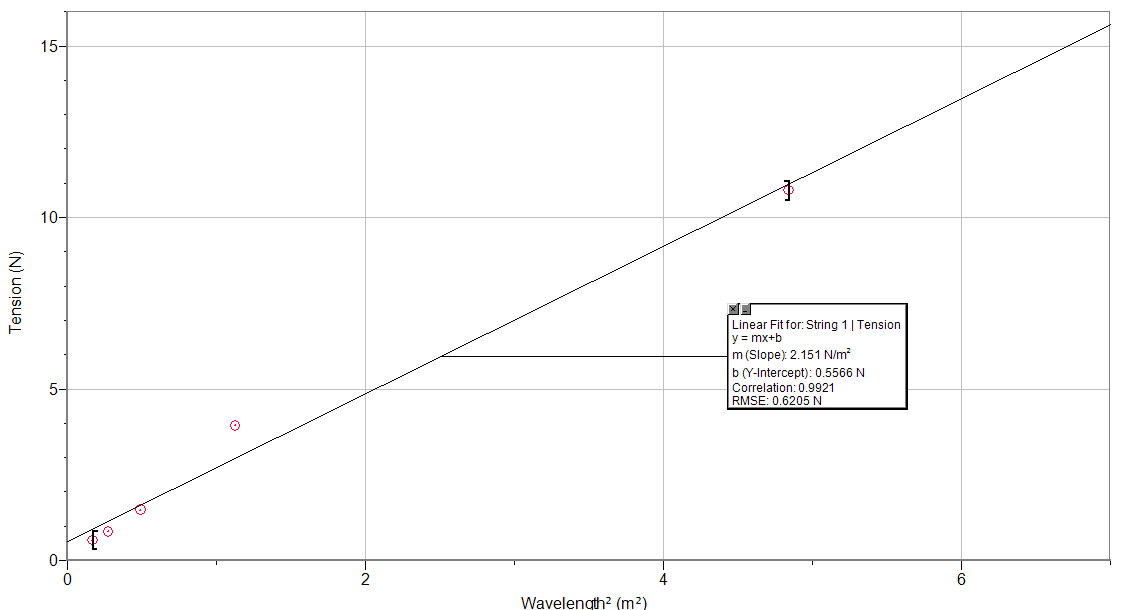 15
10
5
0
Tension (N)
Linear Fit for: String 1 | Tension
y = mx+b
m (Slope): 2.151 N/m²
b (Y-Intercept): 0.5566 N
Correlation: 0.9921
RMSE: 0.6205 N
0 2 4 6
Wavelength² (m²)